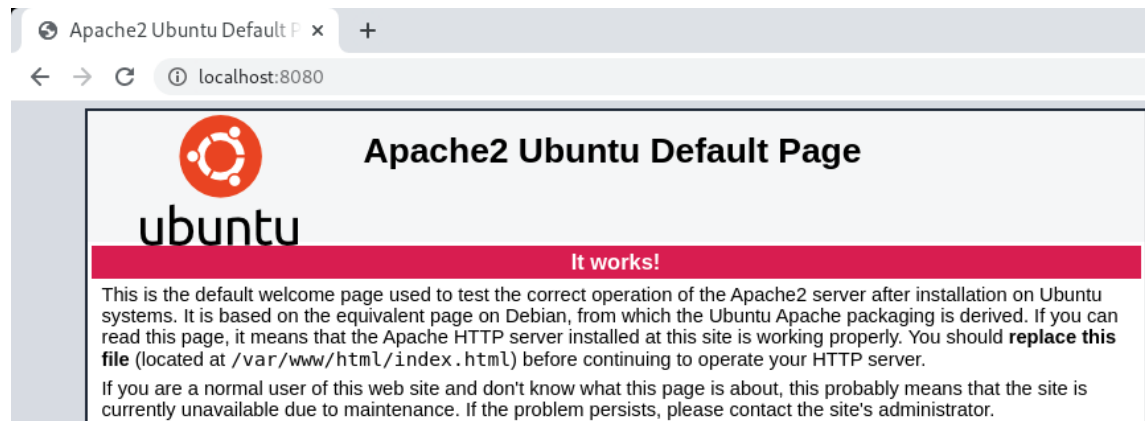 Apache2 Ubuntu Default P
localhost:8080
Apache2 Ubuntu Default Page
ubuntu
It works!
This is the default welcome page used to test the correct operation of the Apache2 server after installation on Ubuntu
systems. It is based on the equivalent page on Debian, from which the Ubuntu Apache packaging is derived. If you can
read this page, it means that the Apache HTTP server installed at this site is working properly. You should replace this
file (located at /var/www/html/index.html) before continuing to operate your HTTP server.
If you are a normal user of this web site and don't know what this page is about, this probably means that the site is
currently unavailable due to maintenance. If the problem persists, please contact the site's administrator.